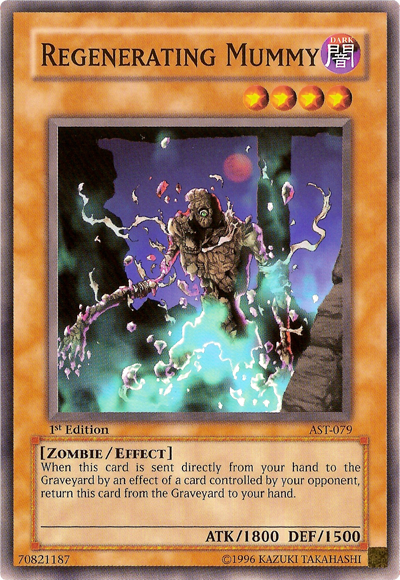 REGENERATING MUMMY
DARK
闇
1st Edition
AST-079
[ZOMBIE/EFFECT]
When this card is sent directly from your hand to the
Graveyard by an effect of a card controlled by your opponent,
return this card from the Graveyard to your hand.
ATK/1800 DEF/1500
70821187
©1996 KAZUKI TAKAHASHI